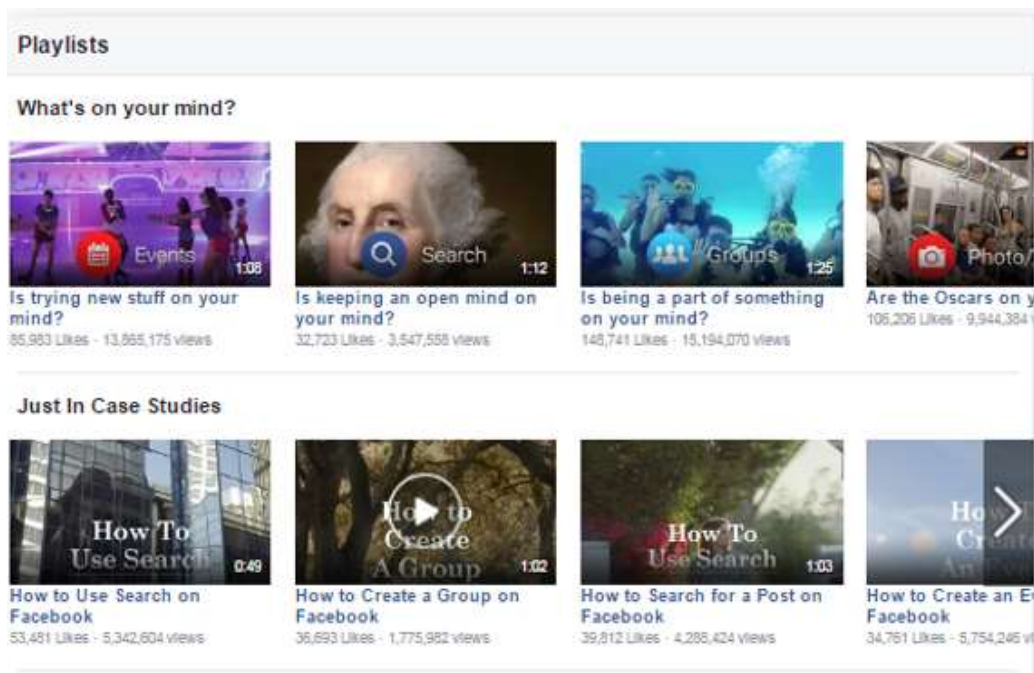 Playlists
What's on your mind?
Events
1:08
Search
1:12
Groups
1:25
Photo/
Is trying new stuff on your
mind?
85,983 Likes · 13,865,175 views
Is keeping an open mind on
your mind?
32,723 Likes · 3,547,558 views
Is being a part of something
on your mind?
148,741 Likes · 15,194,070 views
Are the Oscars on y
106,206 Likes · 9,944,384
Just In Case Studies
How To
Use Search
0:49
How to
Create
A Group
1:02
How To
Use Search
1:03
How to Use Search on
Facebook
53,481 Likes · 5,342,604 views
How to Create a Group on
Facebook
36,693 Likes · 1,775,982 views
How to Search for a Post on
Facebook
39,812 Likes · 4,288,424 views
How to Create an Ev
Facebook
34,761 Likes · 5,754,246 vi